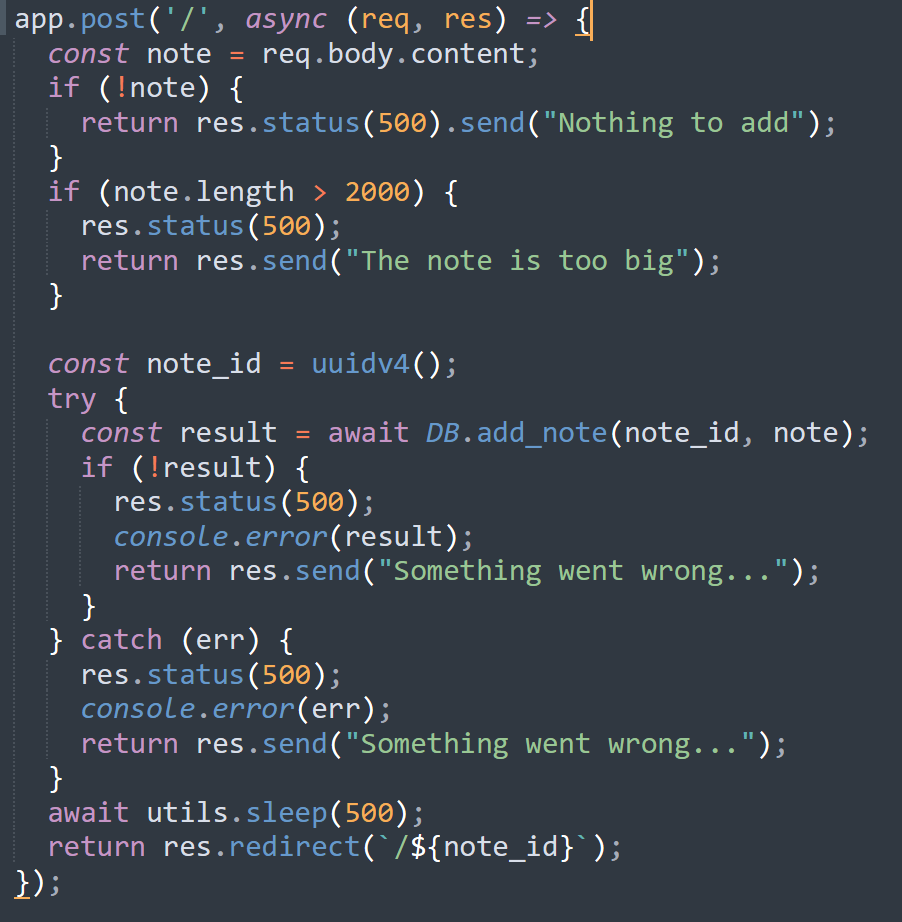 app.post('/', async (req, res) => {
  const note = req.body.content;
  if (!note) {
    return res.status(500).send("Nothing to add");
  }
  if (note.length > 2000) {
    res.status(500);
    return res.send("The note is too big");
  }

  const note_id = uuidv4();
  try {
    const result = await DB.add_note(note_id, note);
    if (!result) {
      res.status(500);
      console.error(result);
      return res.send("Something went wrong...");
    }
  } catch (err) {
    res.status(500);
    console.error(err);
    return res.send("Something went wrong...");
  }
  await utils.sleep(500);
  return res.redirect(`/${note_id}`);
});